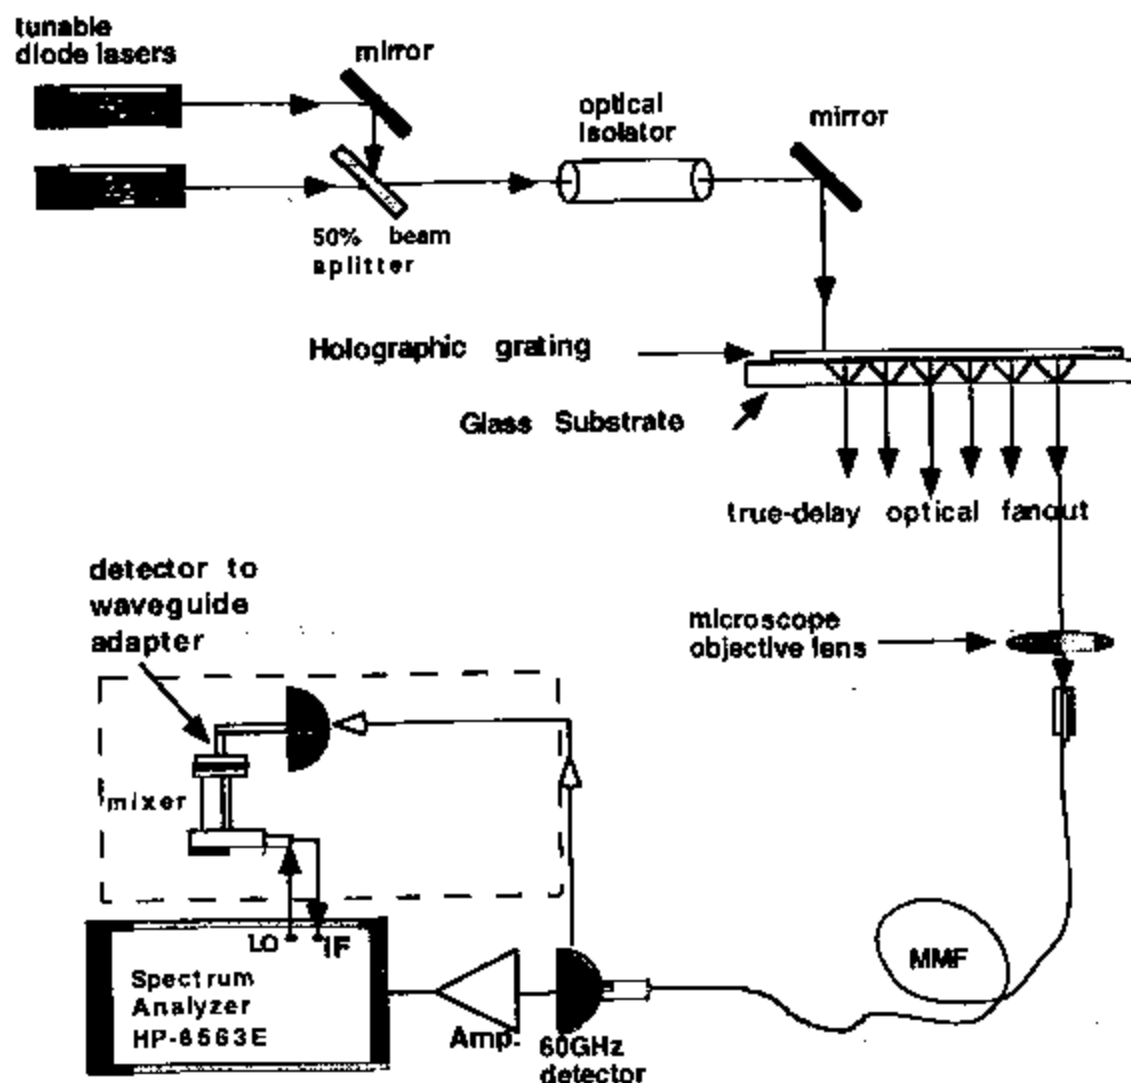 tunable
diode lasers
mirror
optical
isolator
mirror
50% beam
splitter
Holographic grating
Glass Substrate
true-delay optical fanout
detector to
waveguide
adapter
microscope
objective lens
mixer
LO
IF
MMF
Spectrum
Analyzer
HP-8563E
Amp.
60GHz
detector